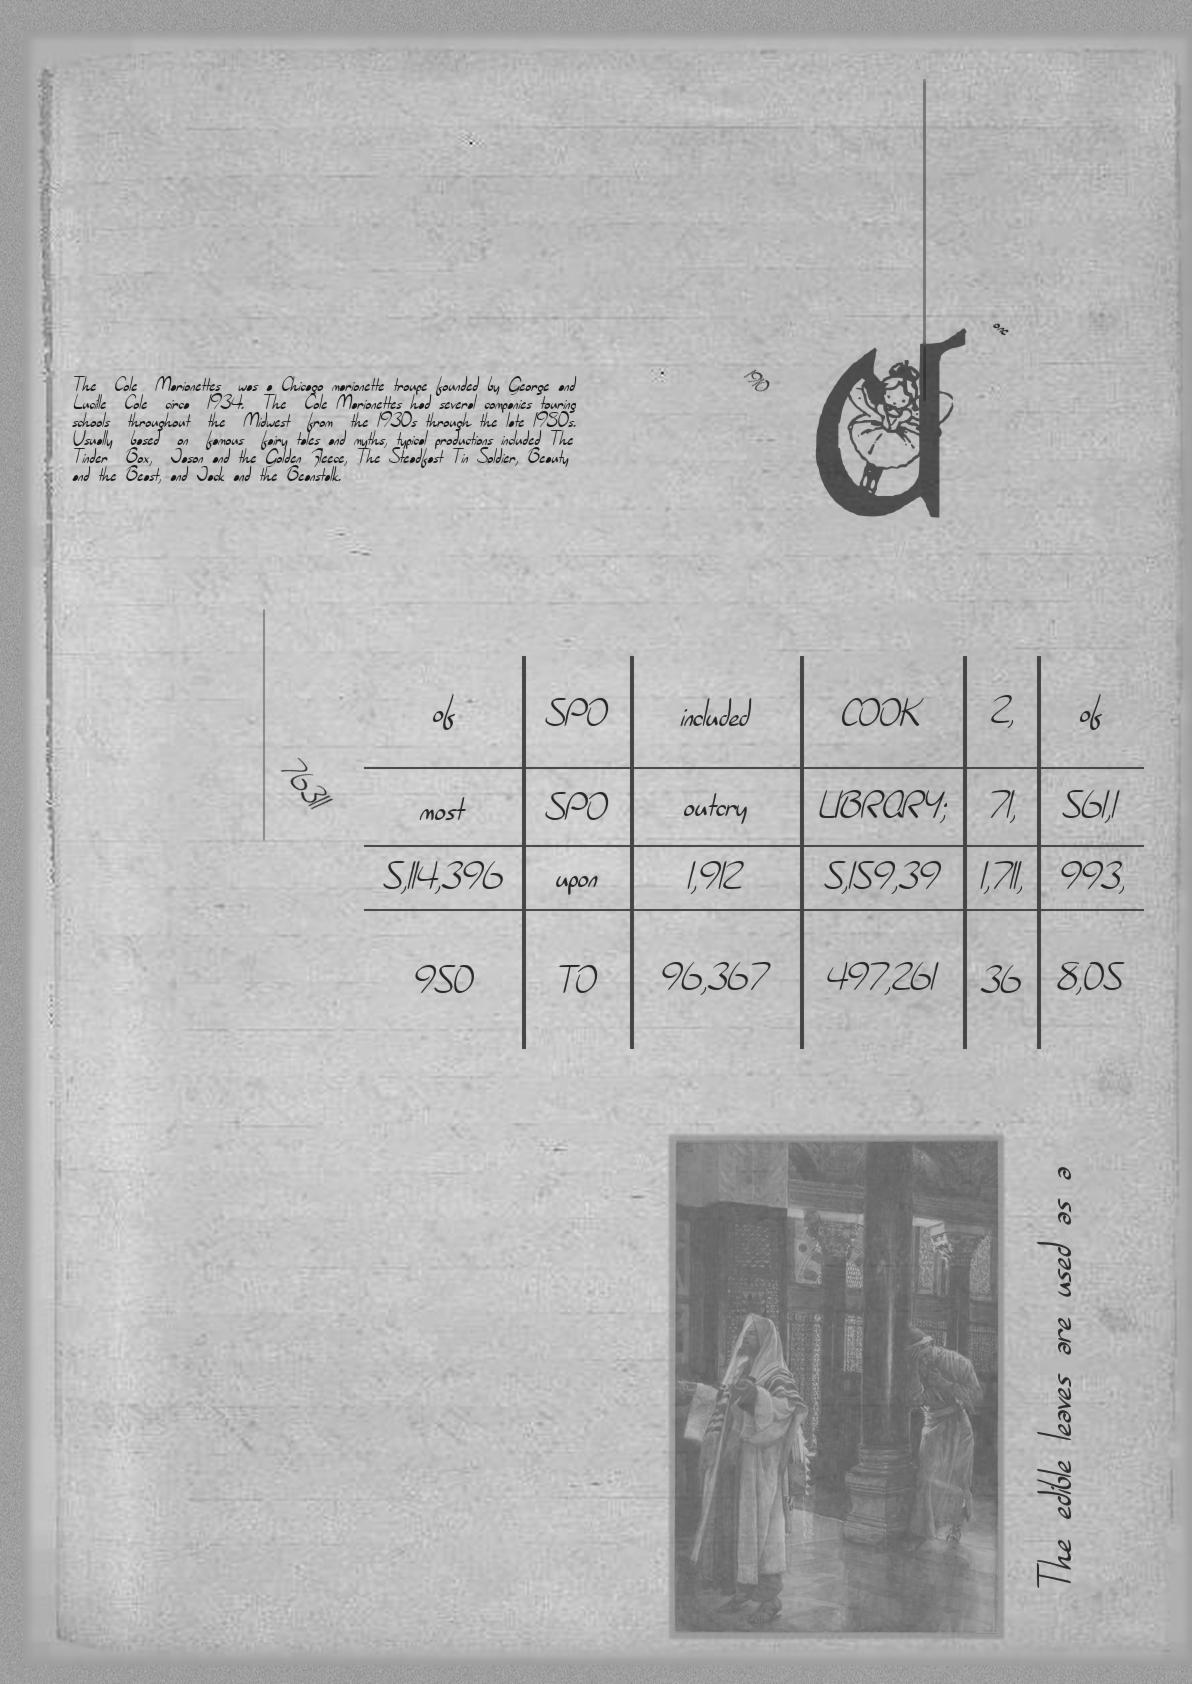 one
190
The Cole Marionettes was a Chicago marionette troupe founded by George and
Lucille Cole circa 1934. The Cole Marionettes had several companies touring
schools throughout the Midwest from the 1930s through the late 1980s.
Usually based on famous fairy tales and myths, typical productions included The
Tinder Box, Jason and the Golden Fleece, The Steadfast Tin Soldier, Beauty
and the Beast, and Jack and the Beanstalk.
76311
of SPO included COOK 2, of
most SPO outcry LIBRARY; 71, 561,1
5,114,396 upon 1,912 5,159,39 1,711, 993,
950 TO 96,367 497,261 36 8,05
The edible leaves are used as a